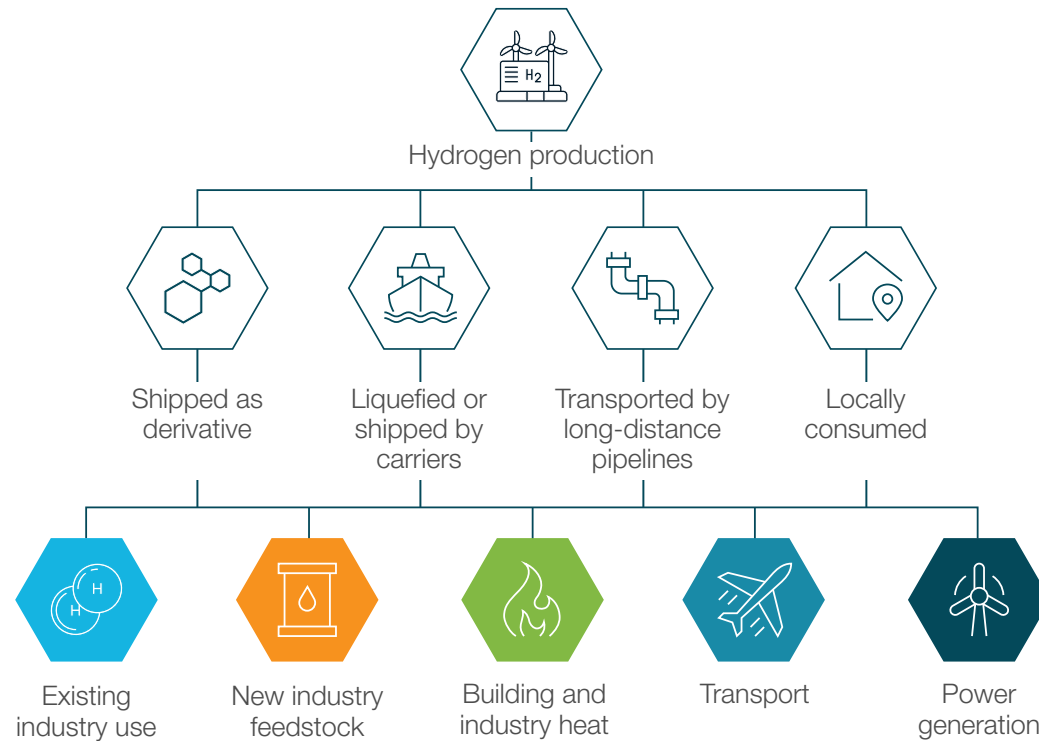 H2
Hydrogen production
Shipped as
derivative
Liquefied or
shipped by
carriers
Transported by
long-distance
pipelines
Locally
consumed
H
H
Existing
industry use
New industry
feedstock
Building and
industry heat
Transport
Power
generation